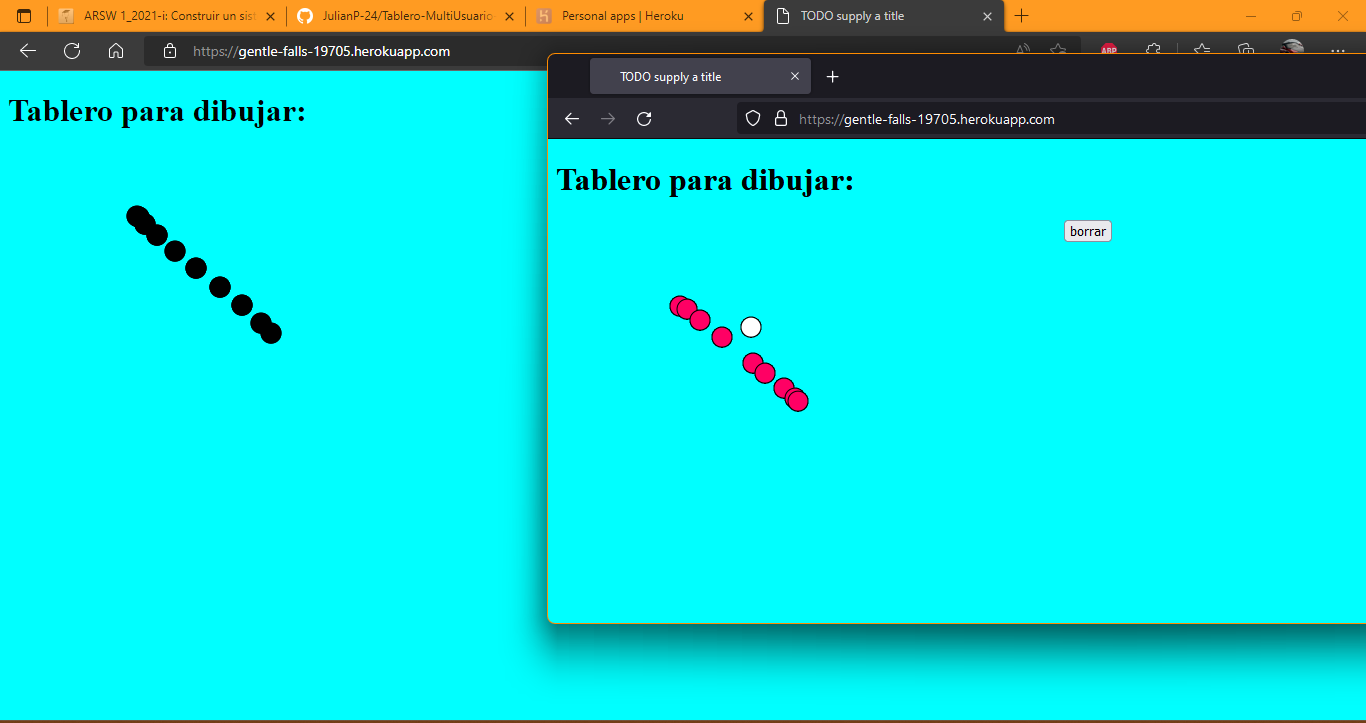 ARSW 1_2021-i: Construir un sist
JulianP-24/Tablero-MultiUsuario
Personal apps | Heroku
TODO supply a title
https://gentle-falls-19705.herokuapp.com
ABP
Tablero para dibujar:
TODO supply a title
https://gentle-falls-19705.herokuapp.com
Tablero para dibujar:
borrar